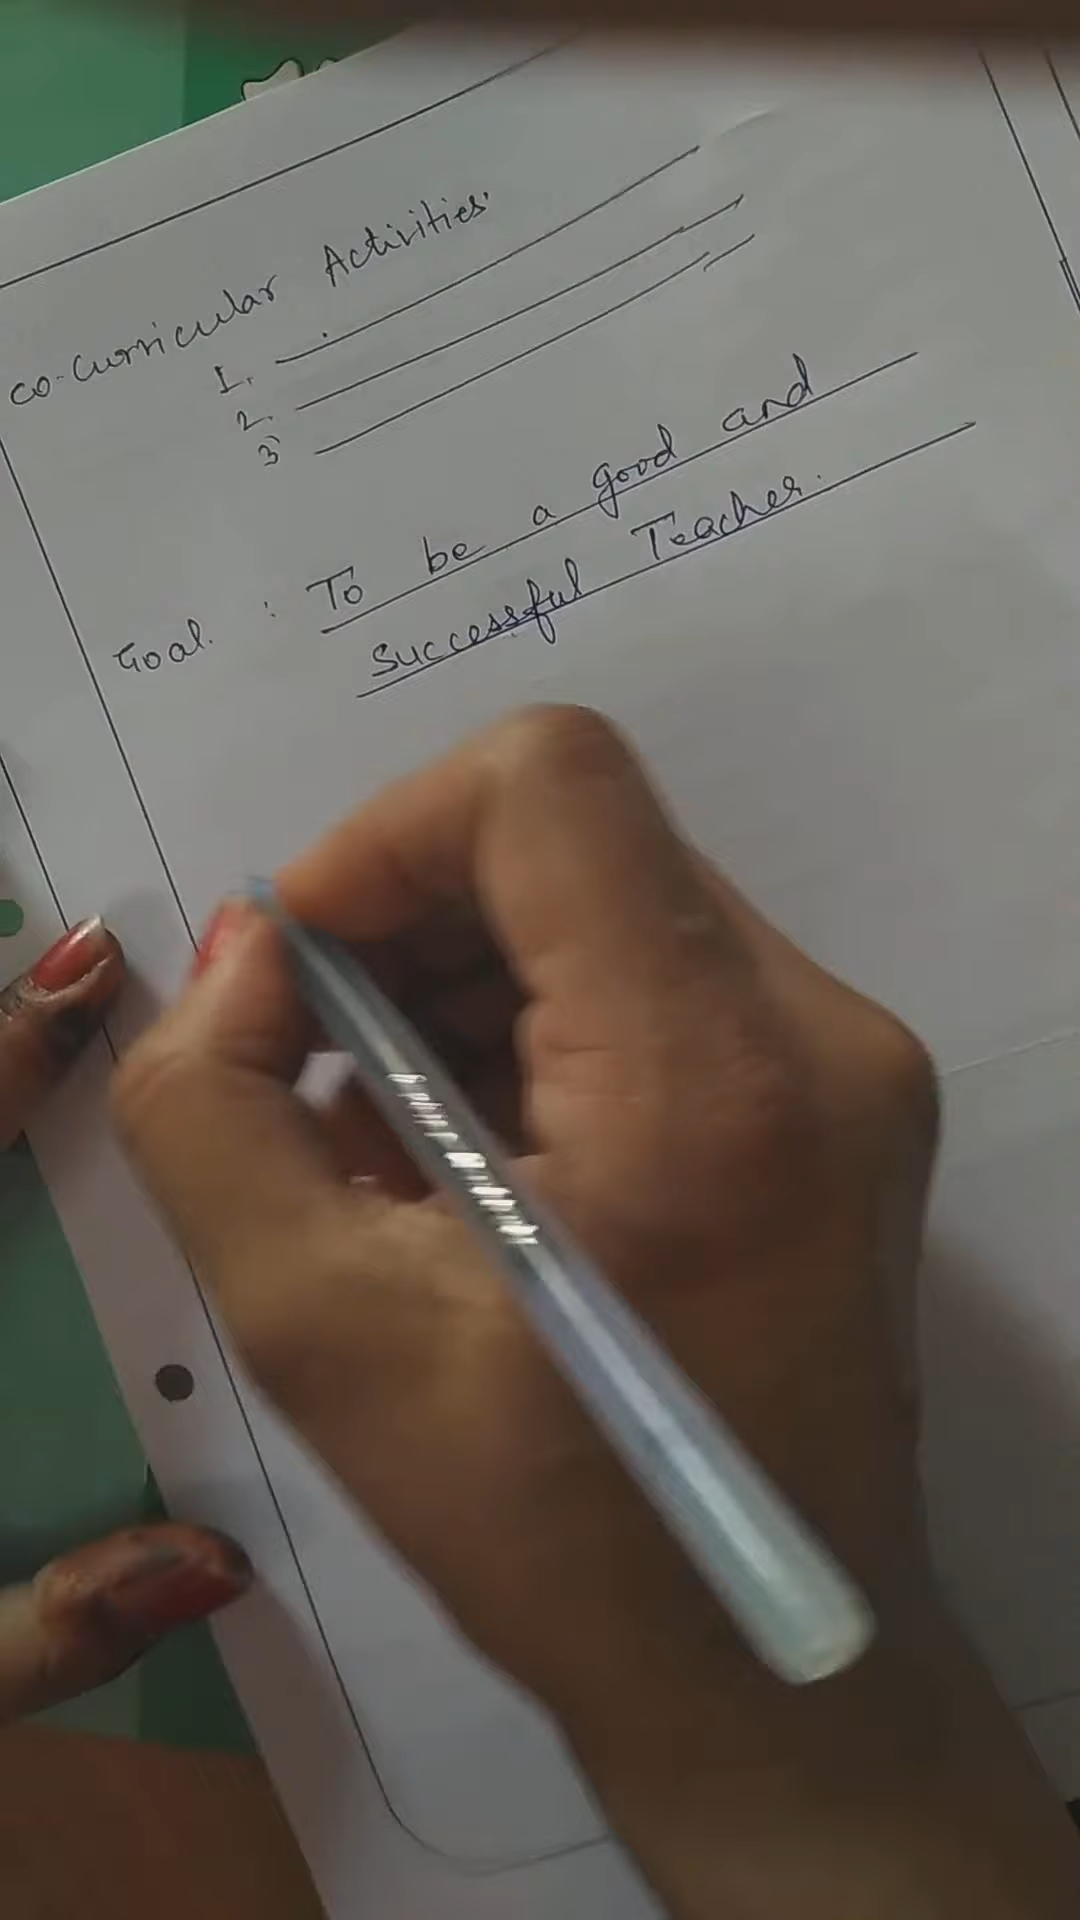 Co-Curricular Activities.
1.
2.
3
Goal. : To be a good and
Successful Teacher.